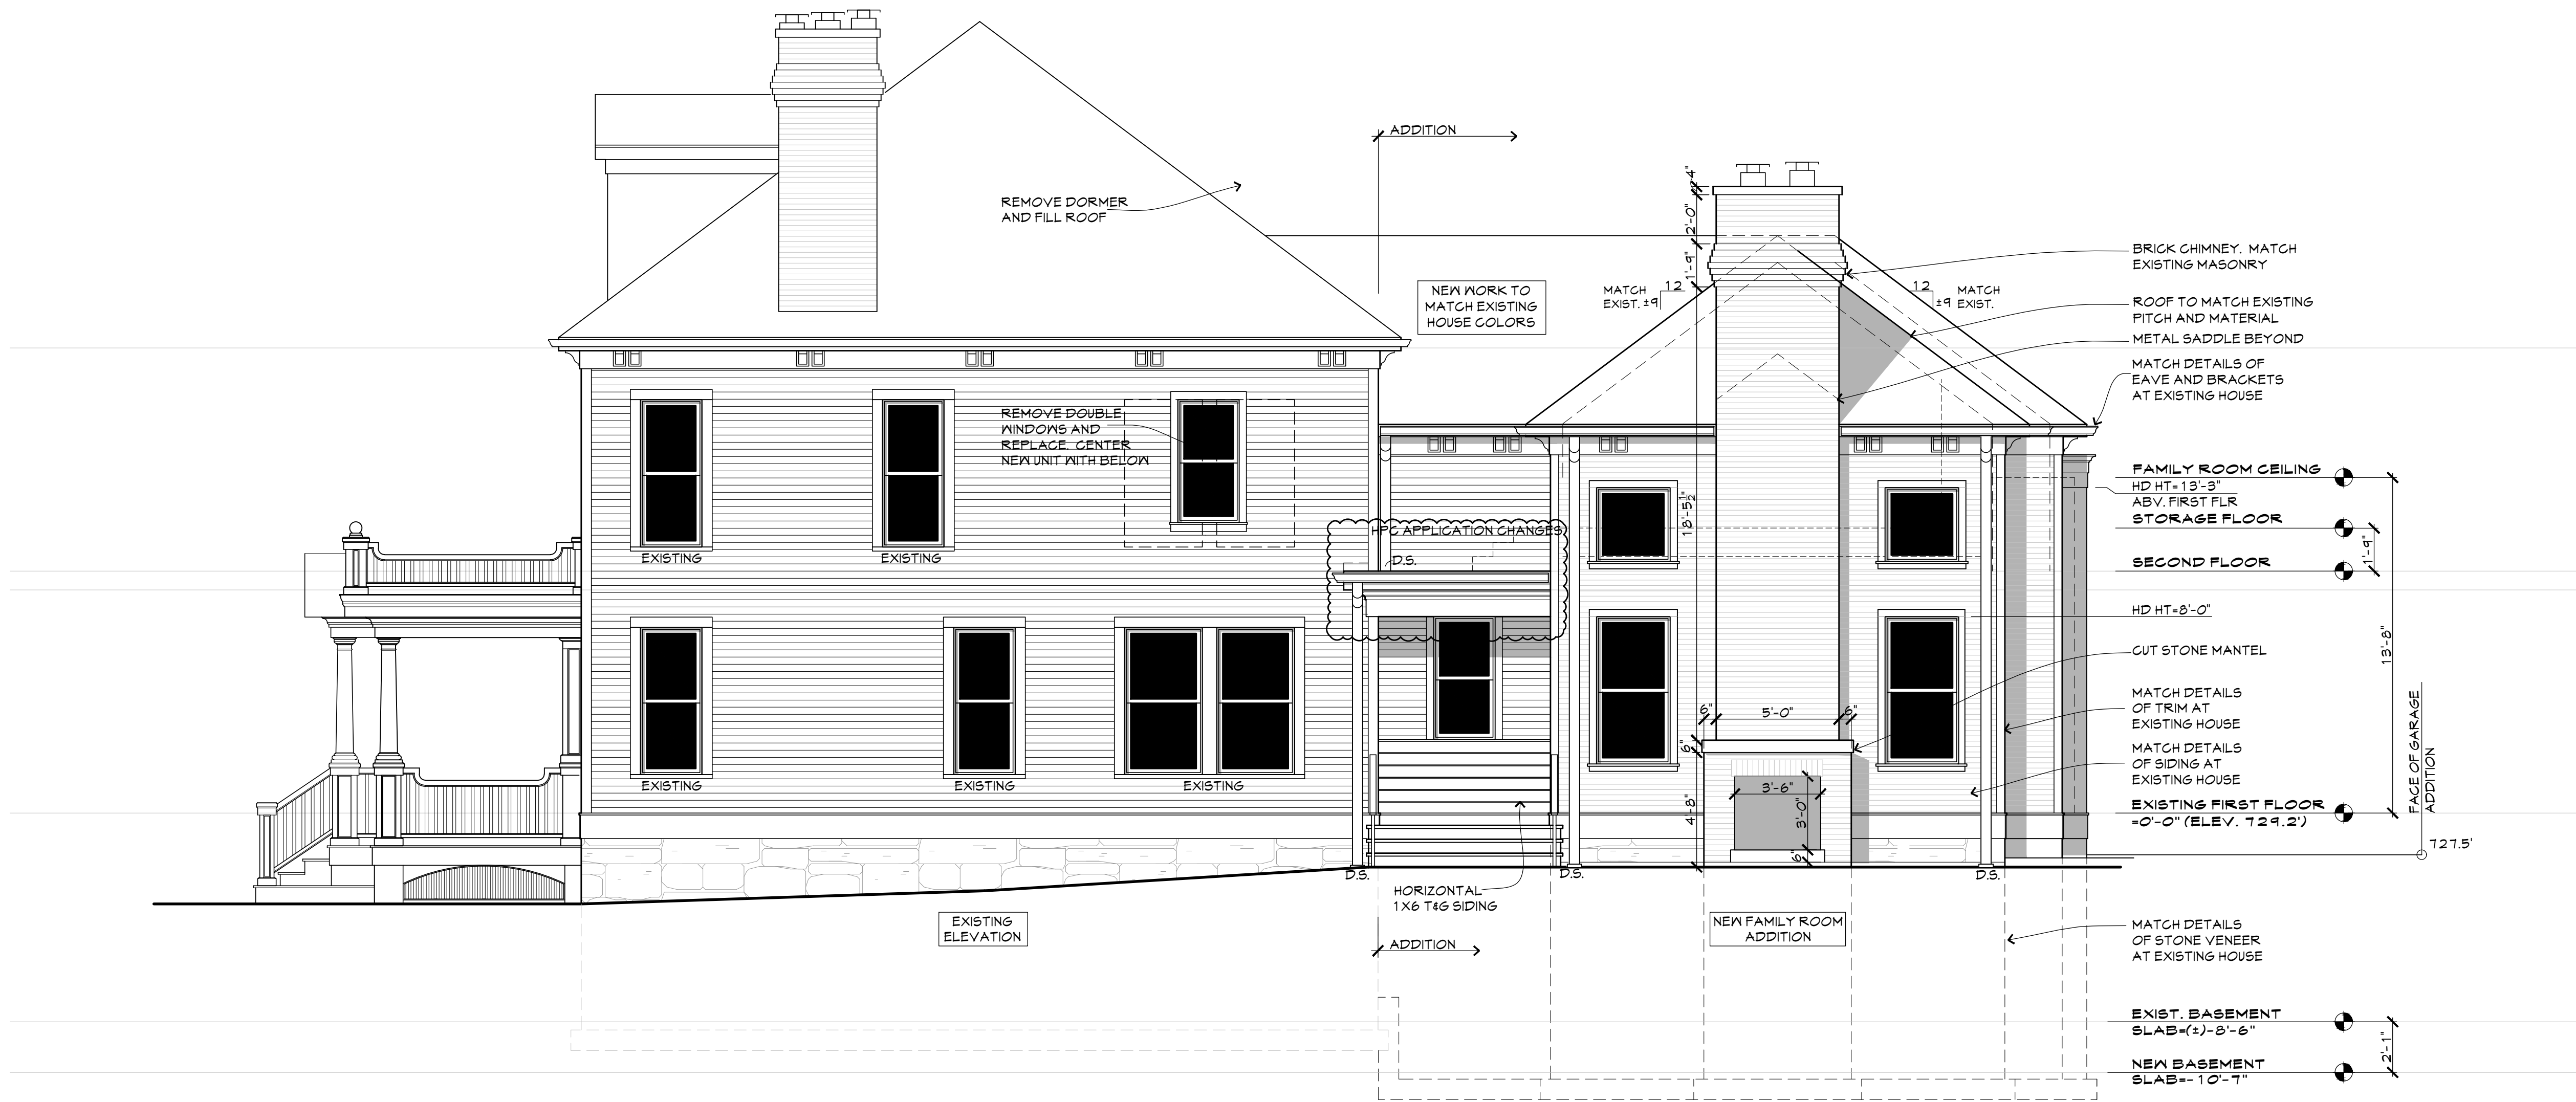 ADDITION
REMOVE DORMER
AND FILL ROOF
NEW WORK TO
MATCH EXISTING
HOUSE COLORS
4"
2'-0"
1'-9"
MATCH
EXIST. ±9
12
12
±9
MATCH
EXIST.
BRICK CHIMNEY. MATCH
EXISTING MASONRY
ROOF TO MATCH EXISTING
PITCH AND MATERIAL
METAL SADDLE BEYOND
MATCH DETAILS OF
EAVE AND BRACKETS
AT EXISTING HOUSE
REMOVE DOUBLE
WINDOWS AND
REPLACE. CENTER
NEW UNIT WITH BELOW
EXISTING
EXISTING
HPC APPLICATION CHANGES
D.S.
18'-5 1/2"
FAMILY ROOM CEILING
HD HT=13'-3"
ABV. FIRST FLR
STORAGE FLOOR
1'-9"
SECOND FLOOR
HD HT=8'-0"
13'-8"
CUT STONE MANTEL
MATCH DETAILS
OF TRIM AT
EXISTING HOUSE
MATCH DETAILS
OF SIDING AT
EXISTING HOUSE
EXISTING FIRST FLOOR
=0'-0" (ELEV. 729.2')
FACE OF GARAGE
ADDITION
727.5'
6"
5'-0"
6"
6"
4'-8"
3'-6"
3'-0"
6"
EXISTING
EXISTING
EXISTING
D.S.
D.S.
D.S.
HORIZONTAL
1X6 T&G SIDING
EXISTING
ELEVATION
NEW FAMILY ROOM
ADDITION
ADDITION
MATCH DETAILS
OF STONE VENEER
AT EXISTING HOUSE
EXIST. BASEMENT
SLAB=(±)-8'-6"
2'-1"
NEW BASEMENT
SLAB=-10'-7"